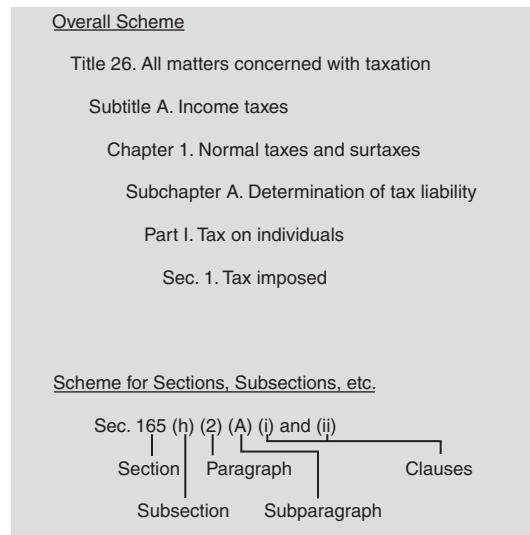 Overall Scheme
Title 26. All matters concerned with taxation
Subtitle A. Income taxes
Chapter 1. Normal taxes and surtaxes
Subchapter A. Determination of tax liability
Part I. Tax on individuals
Sec. 1. Tax imposed
Scheme for Sections, Subsections, etc.
Sec. 165 (h) (2) (A) (i) and (ii)
Section Paragraph Clauses
Subsection Subparagraph